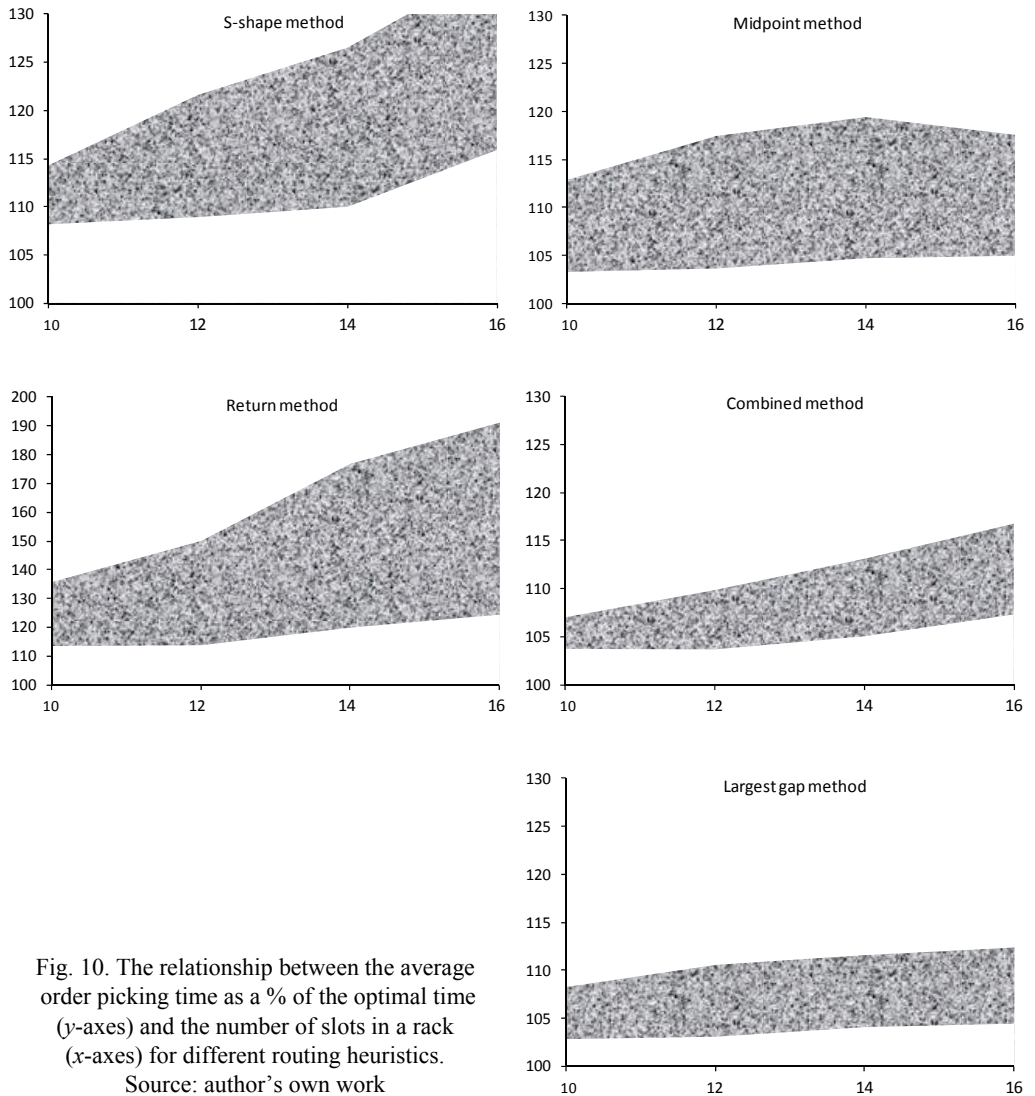 S-shape method
130
125
120
115
110
105
100
10 12 14 16
Midpoint method
130
125
120
115
110
105
100
10 12 14 16
Return method
200
190
180
170
160
150
140
130
120
110
100
10 12 14 16
Combined method
130
125
120
115
110
105
100
10 12 14 16
Largest gap method
130
125
120
115
110
105
100
10 12 14 16
Fig. 10. The relationship between the average
order picking time as a % of the optimal time
(y-axes) and the number of slots in a rack
(x-axes) for different routing heuristics.
Source: author’s own work